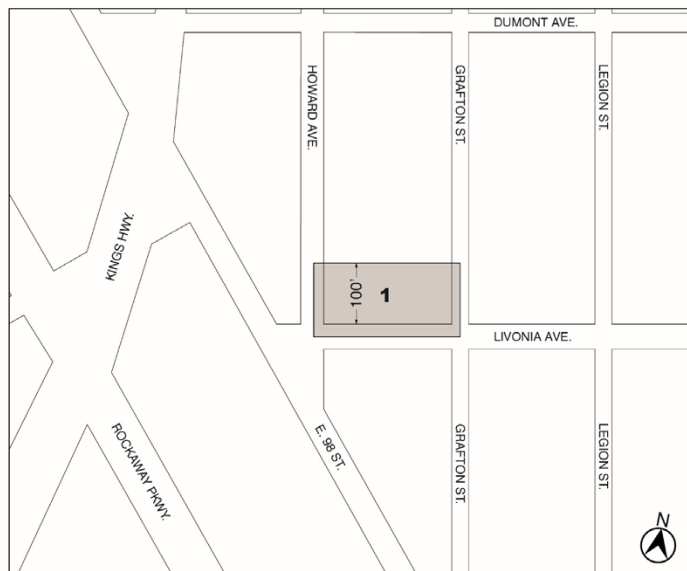 DUMONT AVE.
HOWARD AVE.
GRAFTON ST.
LEGION ST.
KINGS HWY.
100'
1
LIVONIA AVE.
ROCKAWAY PKWY.
E. 98 ST.
GRAFTON ST.
LEGION ST.
N